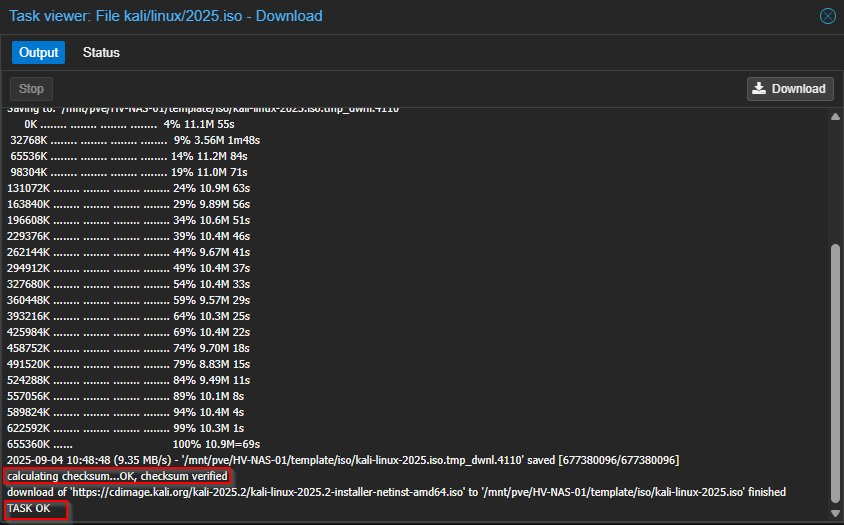 Task viewer: File kali/linux/2025.iso - Download
Output Status
Stop Download
Saving to: '/mnt/pve/HV-NAS-01/template/iso/kali-linux-2025.iso.tmp_dwnl.4110'
0K ........ ........ ........ ........ 4% 11.1M 55s
32768K ........ ........ ........ ........ 9% 3.56M 1m48s
65536K ........ ........ ........ ........ 14% 11.2M 84s
98304K ........ ........ ........ ........ 19% 11.0M 71s
131072K ........ ........ ........ ........ 24% 10.9M 63s
163840K ........ ........ ........ ........ 29% 9.89M 56s
196608K ........ ........ ........ ........ 34% 10.6M 51s
229376K ........ ........ ........ ........ 39% 10.4M 46s
262144K ........ ........ ........ ........ 44% 9.67M 41s
294912K ........ ........ ........ ........ 49% 10.4M 37s
327680K ........ ........ ........ ........ 54% 10.4M 33s
360448K ........ ........ ........ ........ 59% 9.57M 29s
393216K ........ ........ ........ ........ 64% 10.3M 25s
425984K ........ ........ ........ ........ 69% 10.4M 22s
458752K ........ ........ ........ ........ 74% 9.70M 18s
491520K ........ ........ ........ ........ 79% 8.83M 15s
524288K ........ ........ ........ ........ 84% 9.49M 11s
557056K ........ ........ ........ ........ 89% 10.1M 8s
589824K ........ ........ ........ ........ 94% 10.4M 4s
622592K ........ ........ ........ ........ 99% 10.3M 1s
655360K ...... 100% 10.9M=69s
2025-09-04 10:48:48 (9.35 MB/s) - '/mnt/pve/HV-NAS-01/template/iso/kali-linux-2025.iso.tmp_dwnl.4110' saved [677380096/677380096]
calculating checksum...OK, checksum verified
download of 'https://cdimage.kali.org/kali-2025.2/kali-linux-2025.2-installer-netinst-amd64.iso' to '/mnt/pve/HV-NAS-01/template/iso/kali-linux-2025.iso' finished
TASK OK